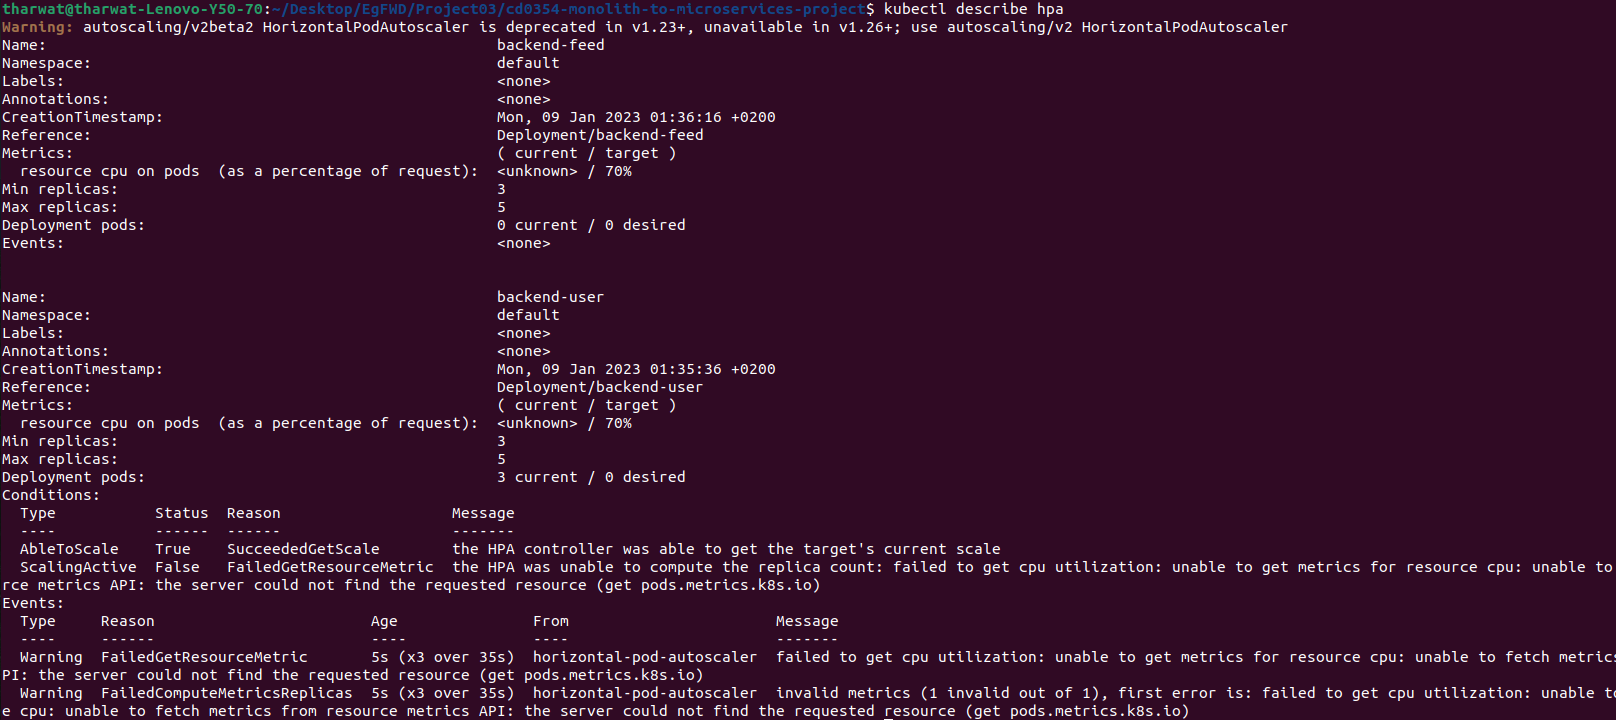 tharwat@tharwat-Lenovo-Y50-70:~/Desktop/EgFWD/Project03/cd0354-monolith-to-microservices-project$ kubectl describe hpa
Warning: autoscaling/v2beta2 HorizontalPodAutoscaler is deprecated in v1.23+, unavailable in v1.26+; use autoscaling/v2 HorizontalPodAutoscaler
Name: backend-feed
Namespace: default
Labels: <none>
Annotations: <none>
CreationTimestamp: Mon, 09 Jan 2023 01:36:16 +0200
Reference: Deployment/backend-feed
Metrics: ( current / target )
  resource cpu on pods  (as a percentage of request): <unknown> / 70%
Min replicas: 3
Max replicas: 5
Deployment pods: 0 current / 0 desired
Events: <none>
Name: backend-user
Namespace: default
Labels: <none>
Annotations: <none>
CreationTimestamp: Mon, 09 Jan 2023 01:35:36 +0200
Reference: Deployment/backend-user
Metrics: ( current / target )
  resource cpu on pods  (as a percentage of request): <unknown> / 70%
Min replicas: 3
Max replicas: 5
Deployment pods: 3 current / 0 desired
Conditions:
  Type Status Reason Message
  ---- ------ ------ -------
  AbleToScale True SucceededGetScale the HPA controller was able to get the target's current scale
  ScalingActive False FailedGetResourceMetric the HPA was unable to compute the replica count: failed to get cpu utilization: unable to get metrics for resource cpu: unable to
rce metrics API: the server could not find the requested resource (get pods.metrics.k8s.io)
Events:
  Type Reason Age From Message
  ---- ------ ---- ---- -------
  Warning FailedGetResourceMetric 5s (x3 over 35s) horizontal-pod-autoscaler failed to get cpu utilization: unable to get metrics for resource cpu: unable to fetch metrics
PI: the server could not find the requested resource (get pods.metrics.k8s.io)
  Warning FailedComputeMetricsReplicas 5s (x3 over 35s) horizontal-pod-autoscaler invalid metrics (1 invalid out of 1), first error is: failed to get cpu utilization: unable to
e cpu: unable to fetch metrics from resource metrics API: the server could not find the requested resource (get pods.metrics.k8s.io)